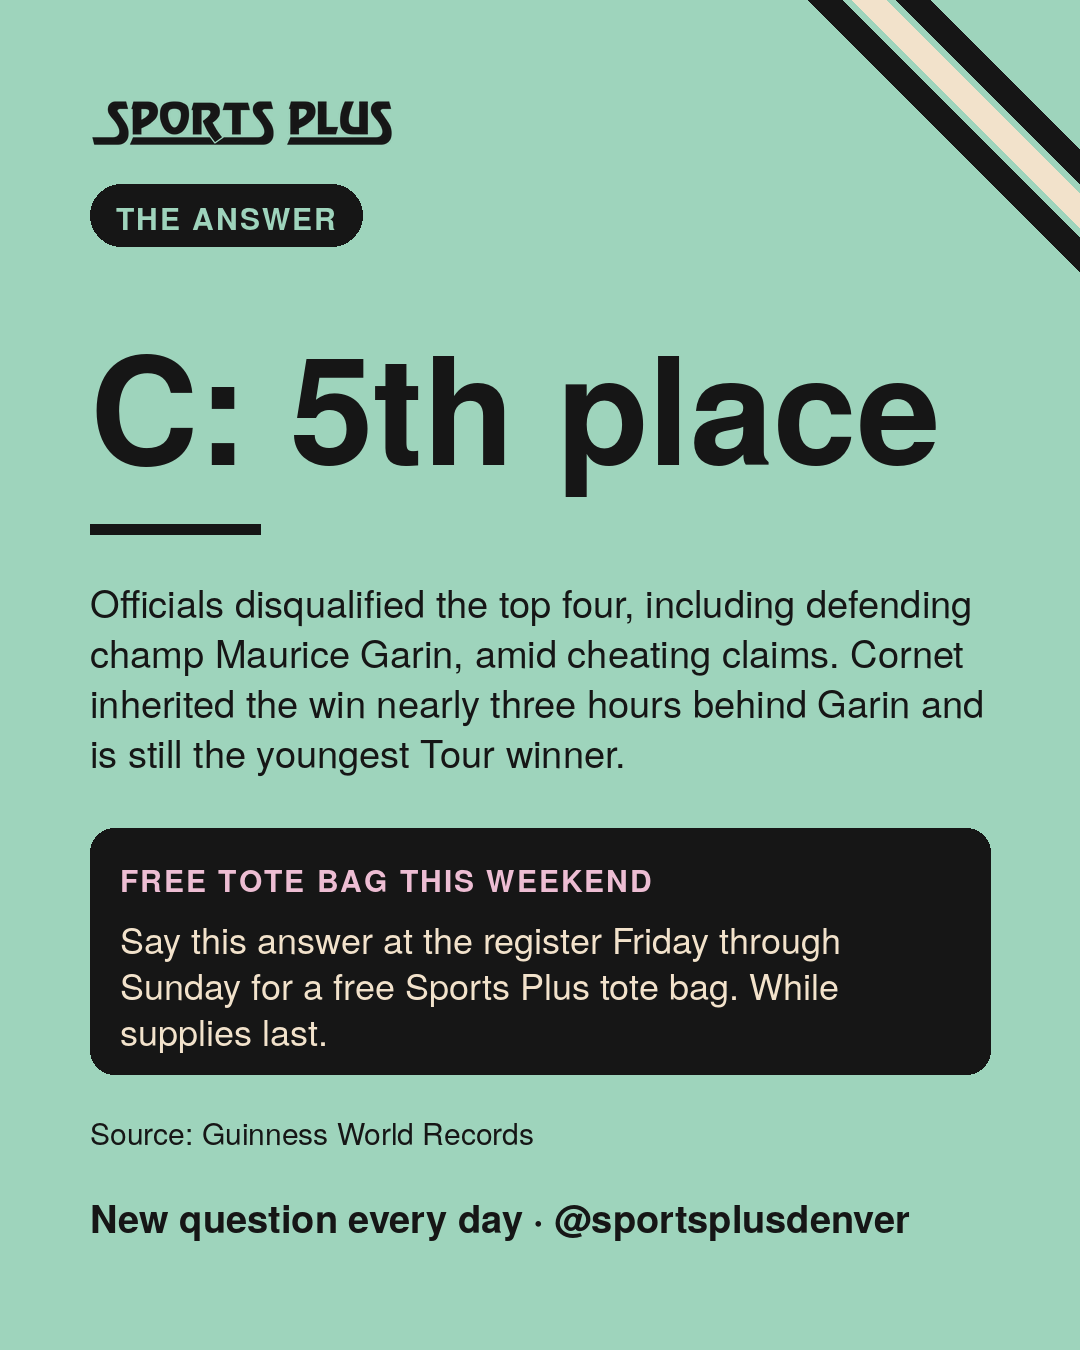 SPORTS PLUS
THE ANSWER
C: 5th place
Officials disqualified the top four, including defending
champ Maurice Garin, amid cheating claims. Cornet
inherited the win nearly three hours behind Garin and
is still the youngest Tour winner.
FREE TOTE BAG THIS WEEKEND
Say this answer at the register Friday through
Sunday for a free Sports Plus tote bag. While
supplies last.
Source: Guinness World Records
New question every day · @sportsplusdenver